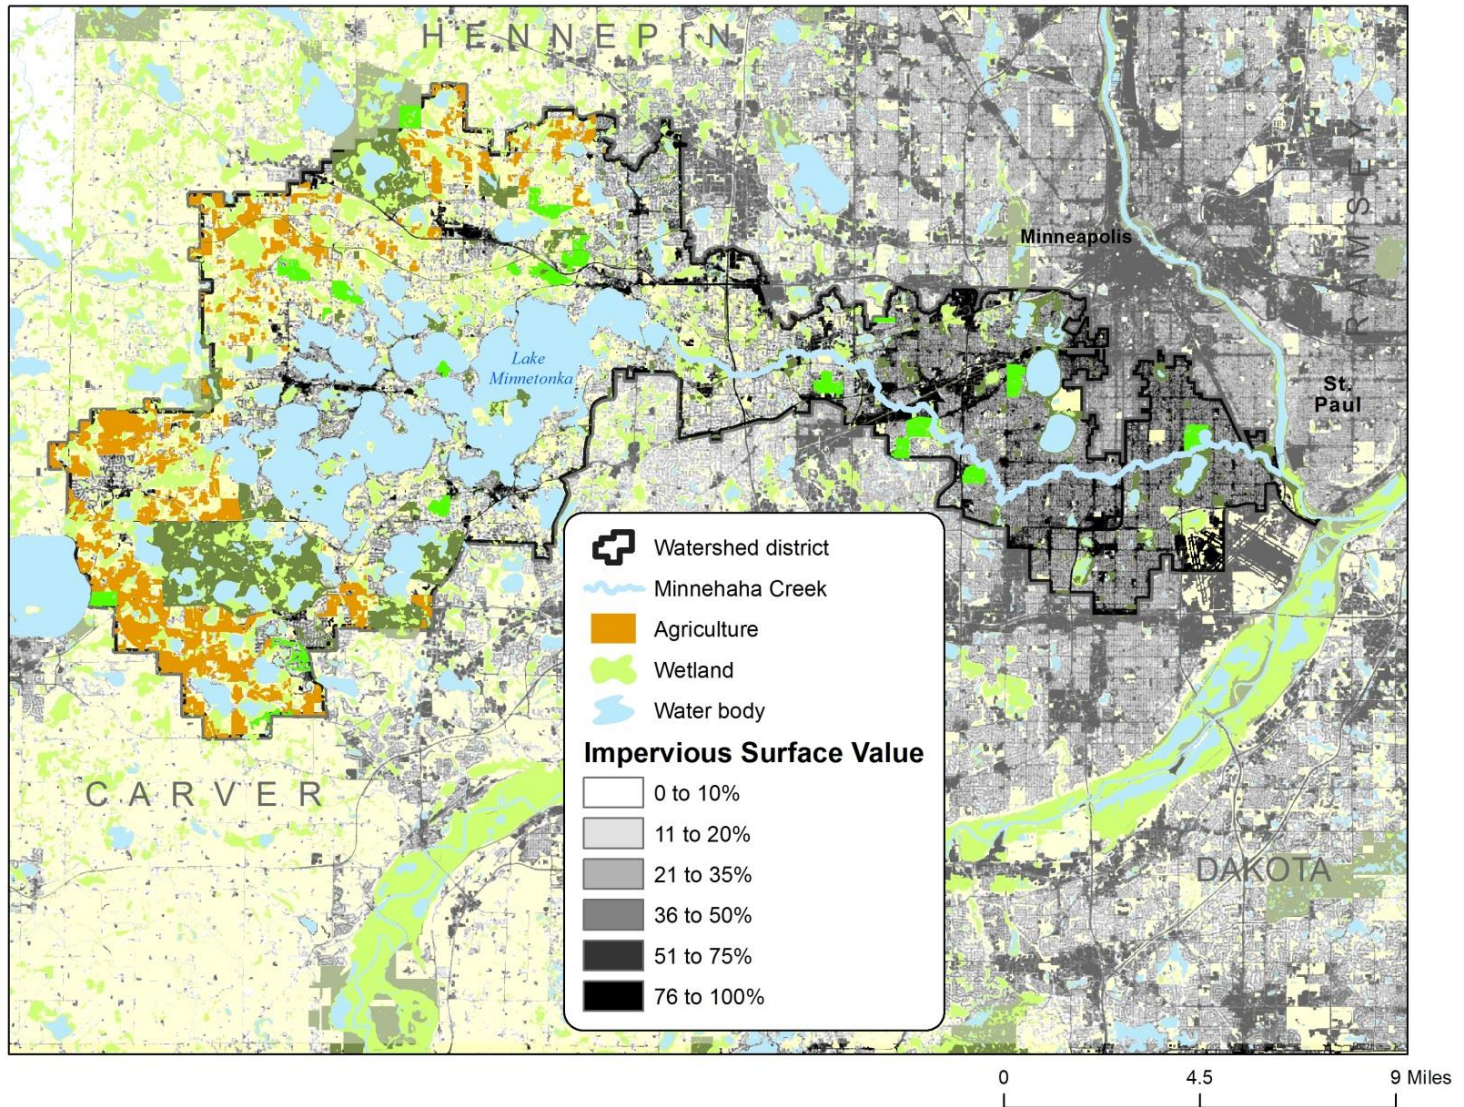 HENNEPIN
RAMSEY
Minneapolis
Lake
Minnetonka
St.
Paul
CARVER
DAKOTA
Watershed district
Minnehaha Creek
Agriculture
Wetland
Water body
Impervious Surface Value
0 to 10%
11 to 20%
21 to 35%
36 to 50%
51 to 75%
76 to 100%
0 4.5 9 Miles